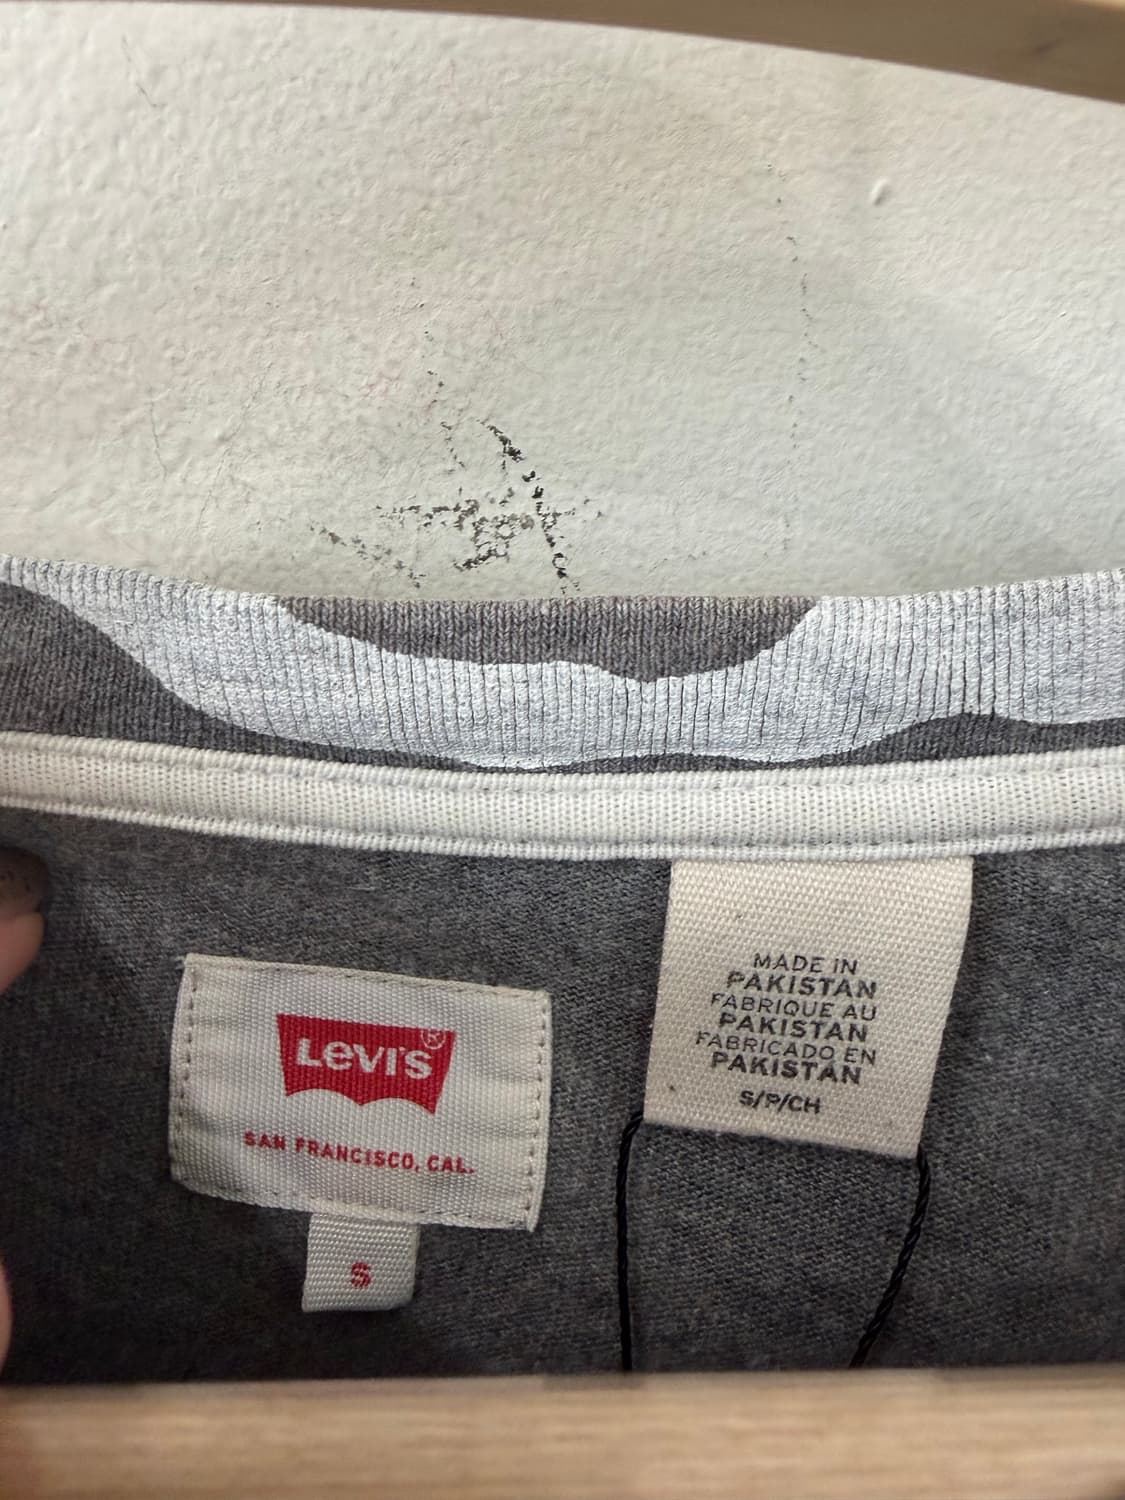 Levi's®
SAN FRANCISCO, CAL.
S
MADE IN
PAKISTAN
FABRIQUE AU
PAKISTAN
FABRICADO EN
PAKISTAN
S/P/CH